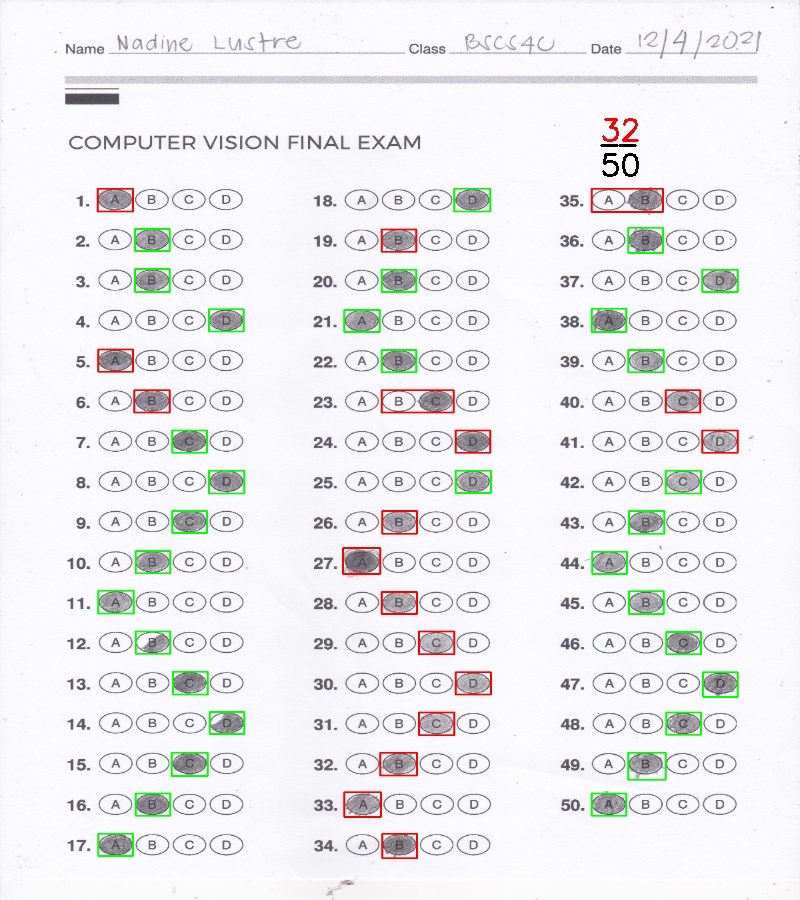 Name Nadine Lustre Class BSCS4C Date 12/4/2021
COMPUTER VISION FINAL EXAM
32
50
1. A B C D
2. A B C D
3. A B C D
4. A B C D
5. A B C D
6. A B C D
7. A B C D
8. A B C D
9. A B C D
10. A B C D
11. A B C D
12. A B C D
13. A B C D
14. A B C D
15. A B C D
16. A B C D
17. A B C D
18. A B C D
19. A B C D
20. A B C D
21. A B C D
22. A B C D
23. A B C D
24. A B C D
25. A B C D
26. A B C D
27. A B C D
28. A B C D
29. A B C D
30. A B C D
31. A B C D
32. A B C D
33. A B C D
34. A B C D
35. A B C D
36. A B C D
37. A B C D
38. A B C D
39. A B C D
40. A B C D
41. A B C D
42. A B C D
43. A B C D
44. A B C D
45. A B C D
46. A B C D
47. A B C D
48. A B C D
49. A B C D
50. A B C D